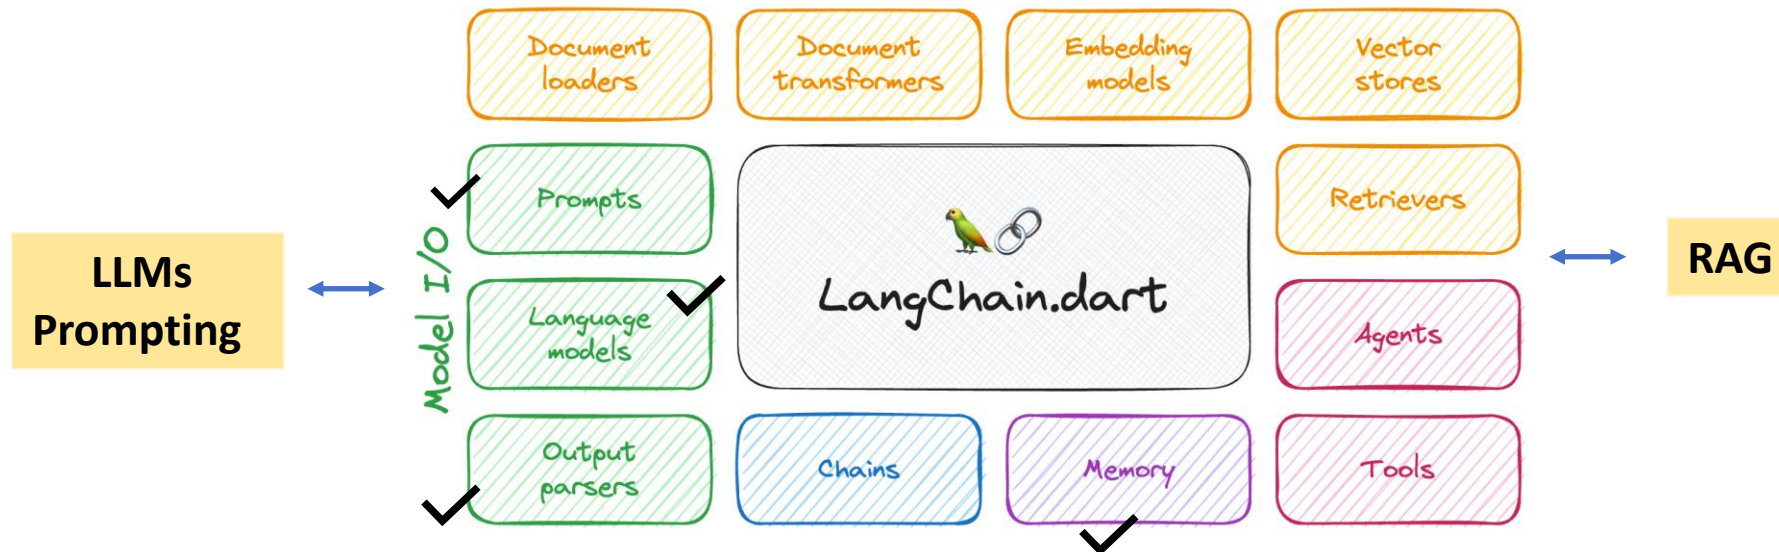 Document
loaders
Document
transformers
Embedding
models
Vector
stores
Prompts
Retrievers
LLMs
Prompting
Model I/O
LangChain.dart
RAG
Language
models
Agents
Output
parsers
Chains
Memory
Tools